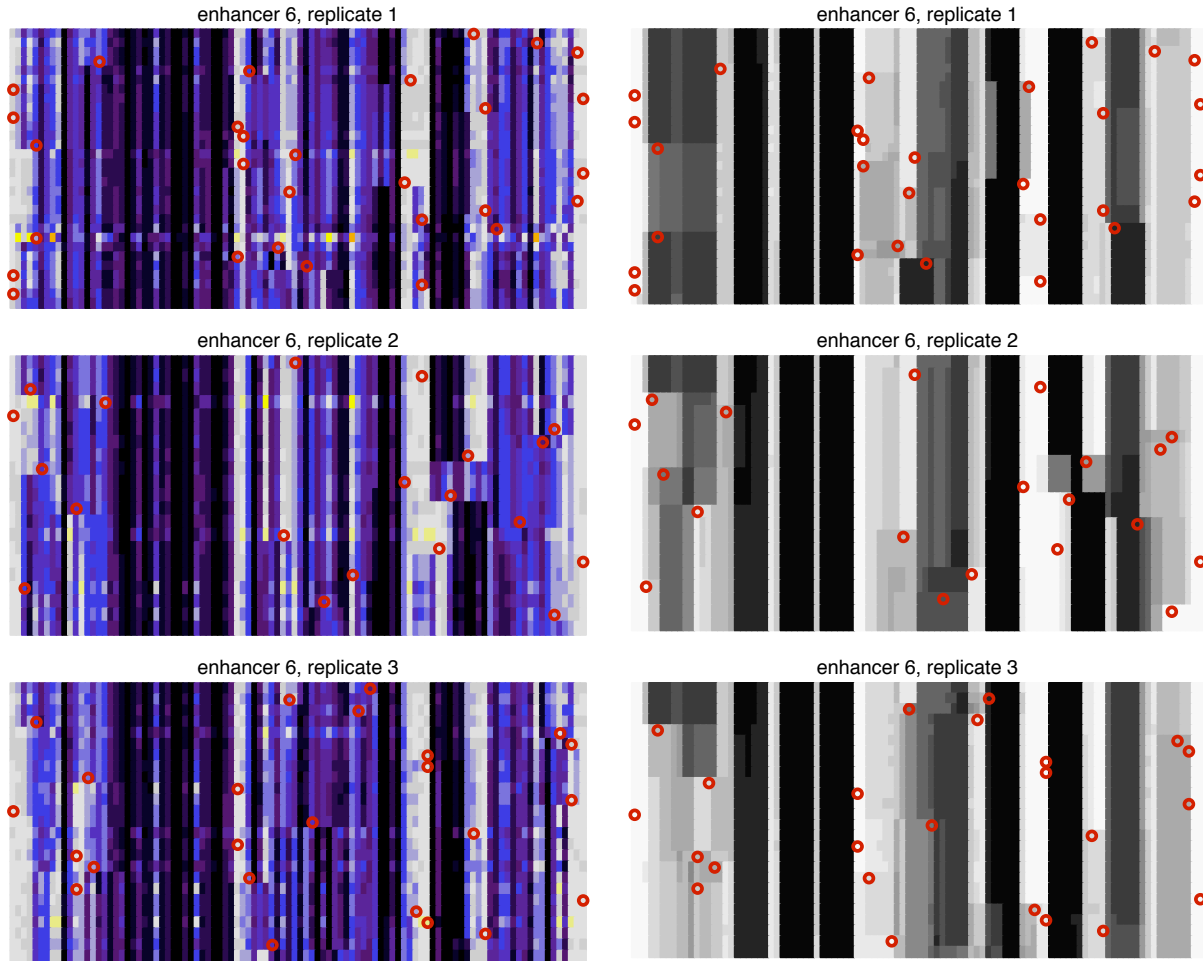 enhancer 6, replicate 1
enhancer 6, replicate 1
enhancer 6, replicate 2
enhancer 6, replicate 2
enhancer 6, replicate 3
enhancer 6, replicate 3